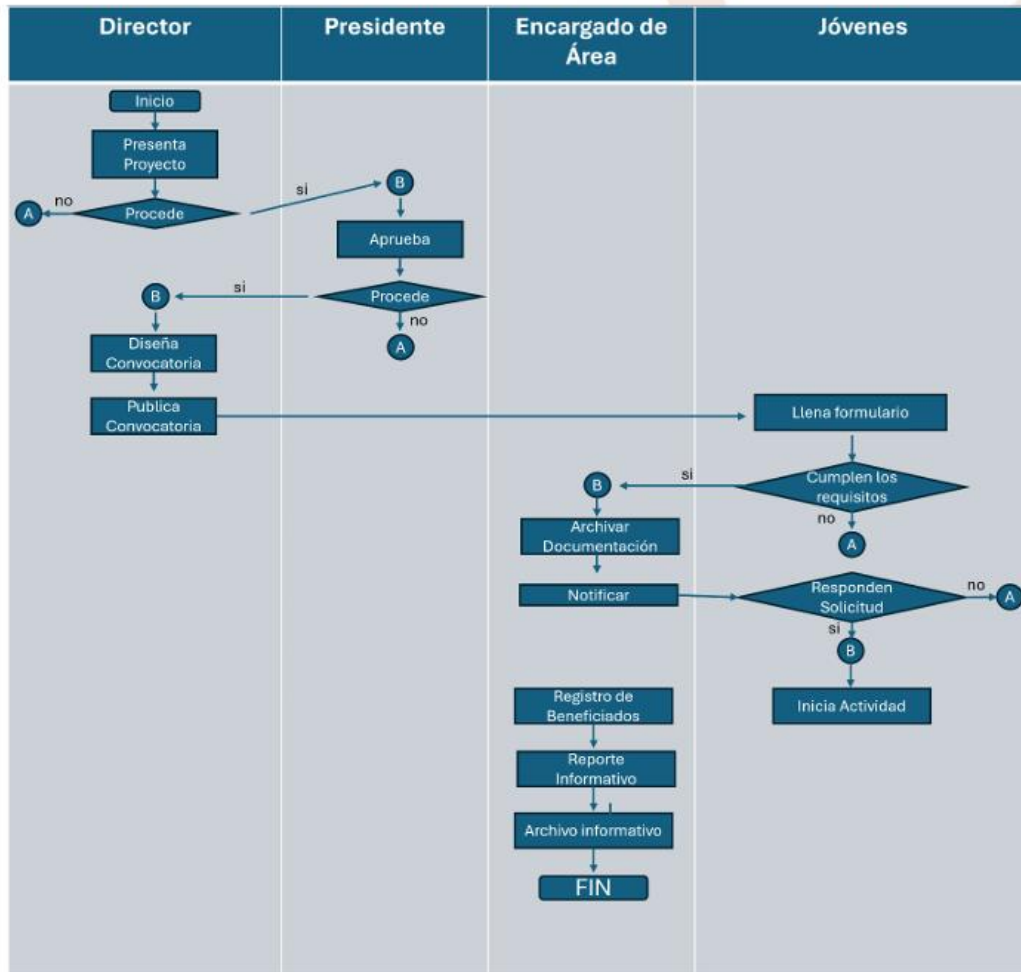 Director
Presidente
Encargado de
Área
Jóvenes
Inicio
Presenta
Proyecto
si
B
no
A
Procede
Aprueba
B
si
Procede
no
A
Diseña
Convocatoria
Publica
Convocatoria
Llena formulario
B
si
Cumplen los
requisitos
no
A
Archivar
Documentación
Notificar
Responden
Solicitud
no
A
si
B
Registro de
Beneficiados
Inicia Actividad
Reporte
Informativo
Archivo informativo
FIN